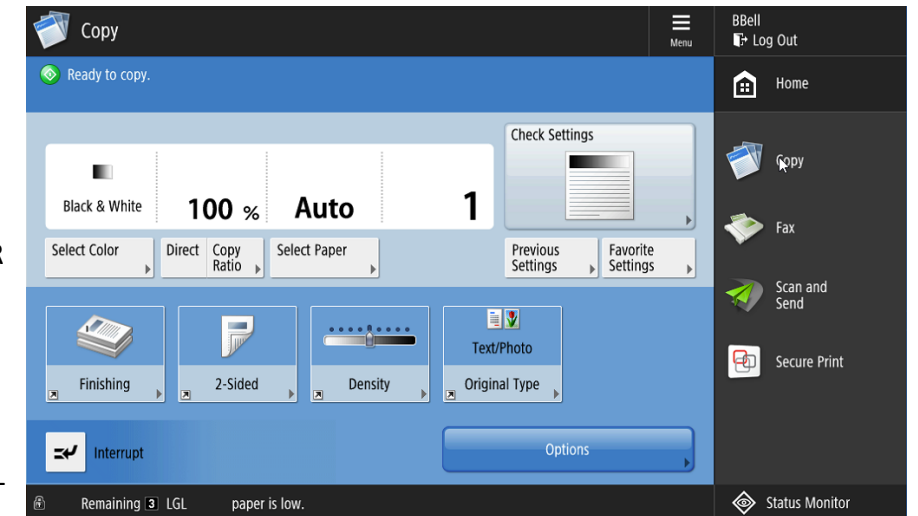 Copy
Menu
BBell
Log Out
Ready to copy.
Home
Check Settings
Black & White
100 %
Auto
1
Copy
R
Select Color
Direct
Copy
Ratio
Select Paper
Previous
Settings
Favorite
Settings
Fax
Scan and
Send
Text/Photo
Finishing
2-Sided
Density
Original Type
Secure Print
Interrupt
Options
Remaining 3 LGL paper is low.
Status Monitor